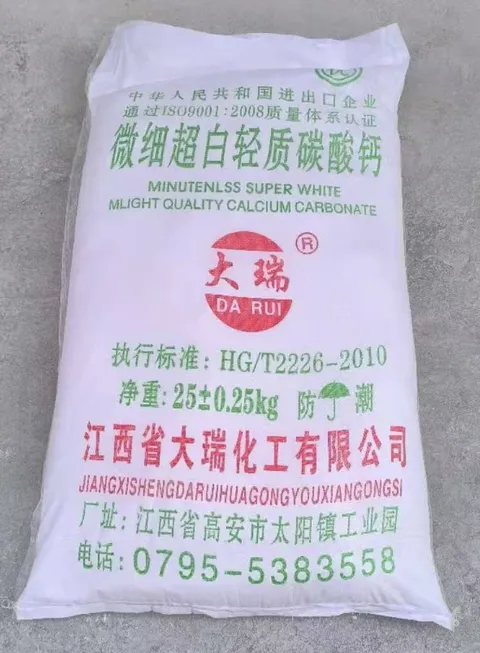 中华人民共和国进出口企业
通过ISO9001:2008质量体系认证
微细超白轻质碳酸钙
MINUTENLSS SUPER WHITE
MLIGHT QUALITY CALCIUM CARBONATE
大瑞®
DA RUI
执行标准: HG/T2226-2010
净重: 25±0.25kg 防潮
江西省大瑞化工有限公司
JIANGXISHENGDARUIHUAGONGYOUXIANGONGSI
厂址: 江西省高安市太阳镇工业园
电话: 0795-5383558